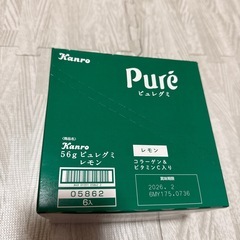 Kanro
Puré
ピュレグミ
<商品名>
Kanro
56gピュレグミ
レモン
05862
6入
レモン
コラーゲン&
ビタミンC入り
賞味期限
2026. 2
6MY175.0736